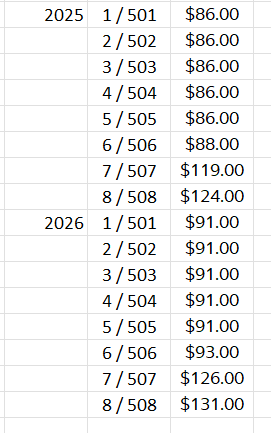 2025 1 / 501 $86.00
2 / 502 $86.00
3 / 503 $86.00
4 / 504 $86.00
5 / 505 $86.00
6 / 506 $88.00
7 / 507 $119.00
8 / 508 $124.00
2026 1 / 501 $91.00
2 / 502 $91.00
3 / 503 $91.00
4 / 504 $91.00
5 / 505 $91.00
6 / 506 $93.00
7 / 507 $126.00
8 / 508 $131.00